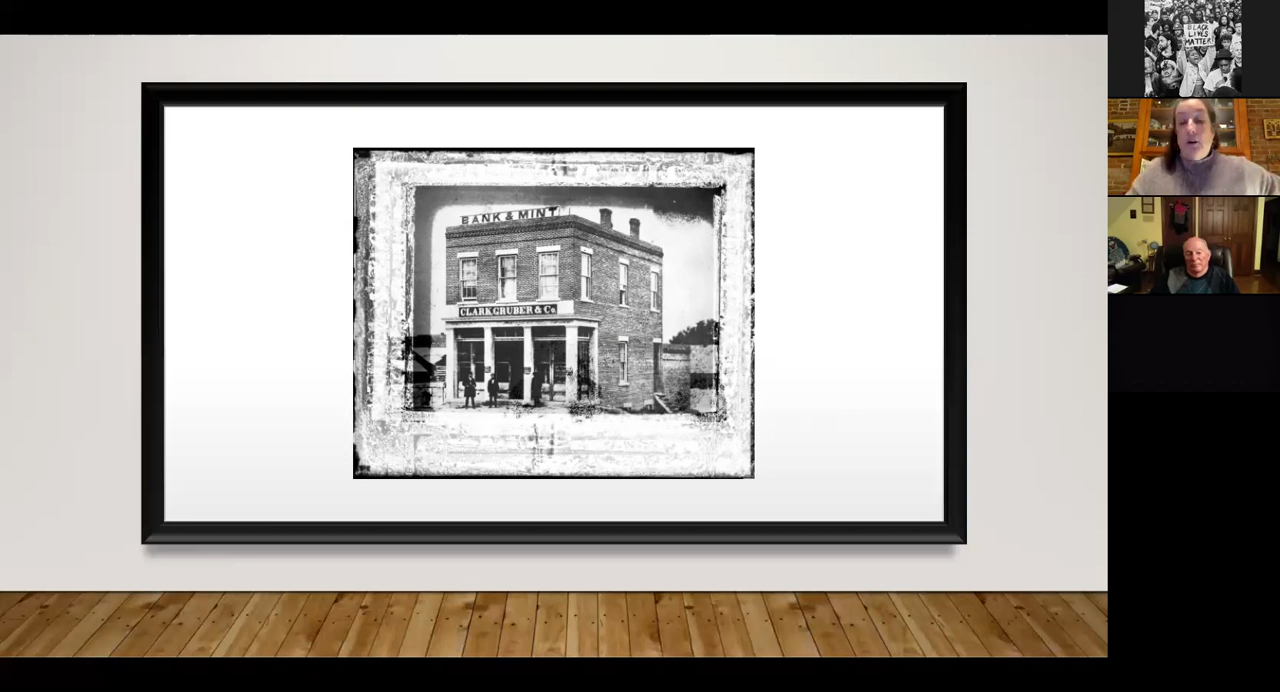 BANK & MINT
CLARK GRUBER & Co.
BLACK
LIVES
MATTER